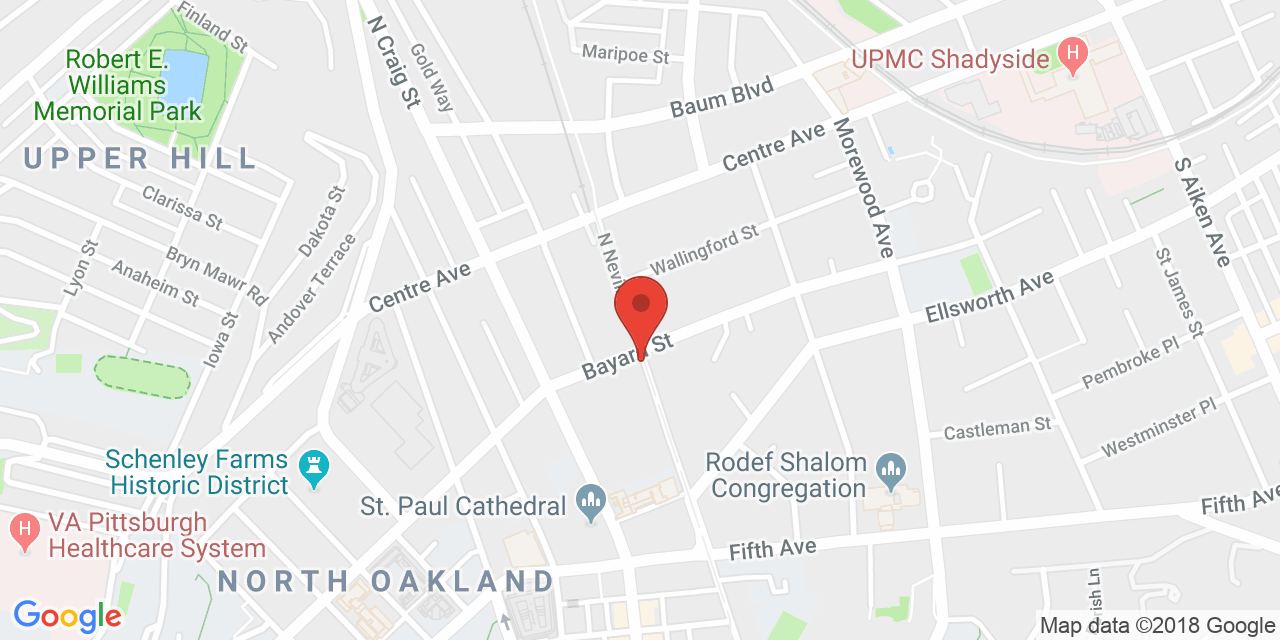 Finland St
N Craig St
Gold Way
Maripoe St
UPMC Shadyside
H
Robert E.
Williams
Memorial Park
Baum Blvd
Centre Ave
Morewood Ave
UPPER HILL
S Aiken Ave
Clarissa St
Dakota St
Lyon St
Bryn Mawr Rd
Anaheim St
Andover Terrace
Iowa St
Centre Ave
Wallingford St
Ellsworth Ave
St James St
Bayard St
Pembroke Pl
Westminster Pl
Castleman St
Schenley Farms
Historic District
Rodef Shalom
Congregation
St. Paul Cathedral
Fifth Ave
H
VA Pittsburgh
Healthcare System
Fifth Ave
NORTH OAKLAND
Google
Map data ©2018 Google